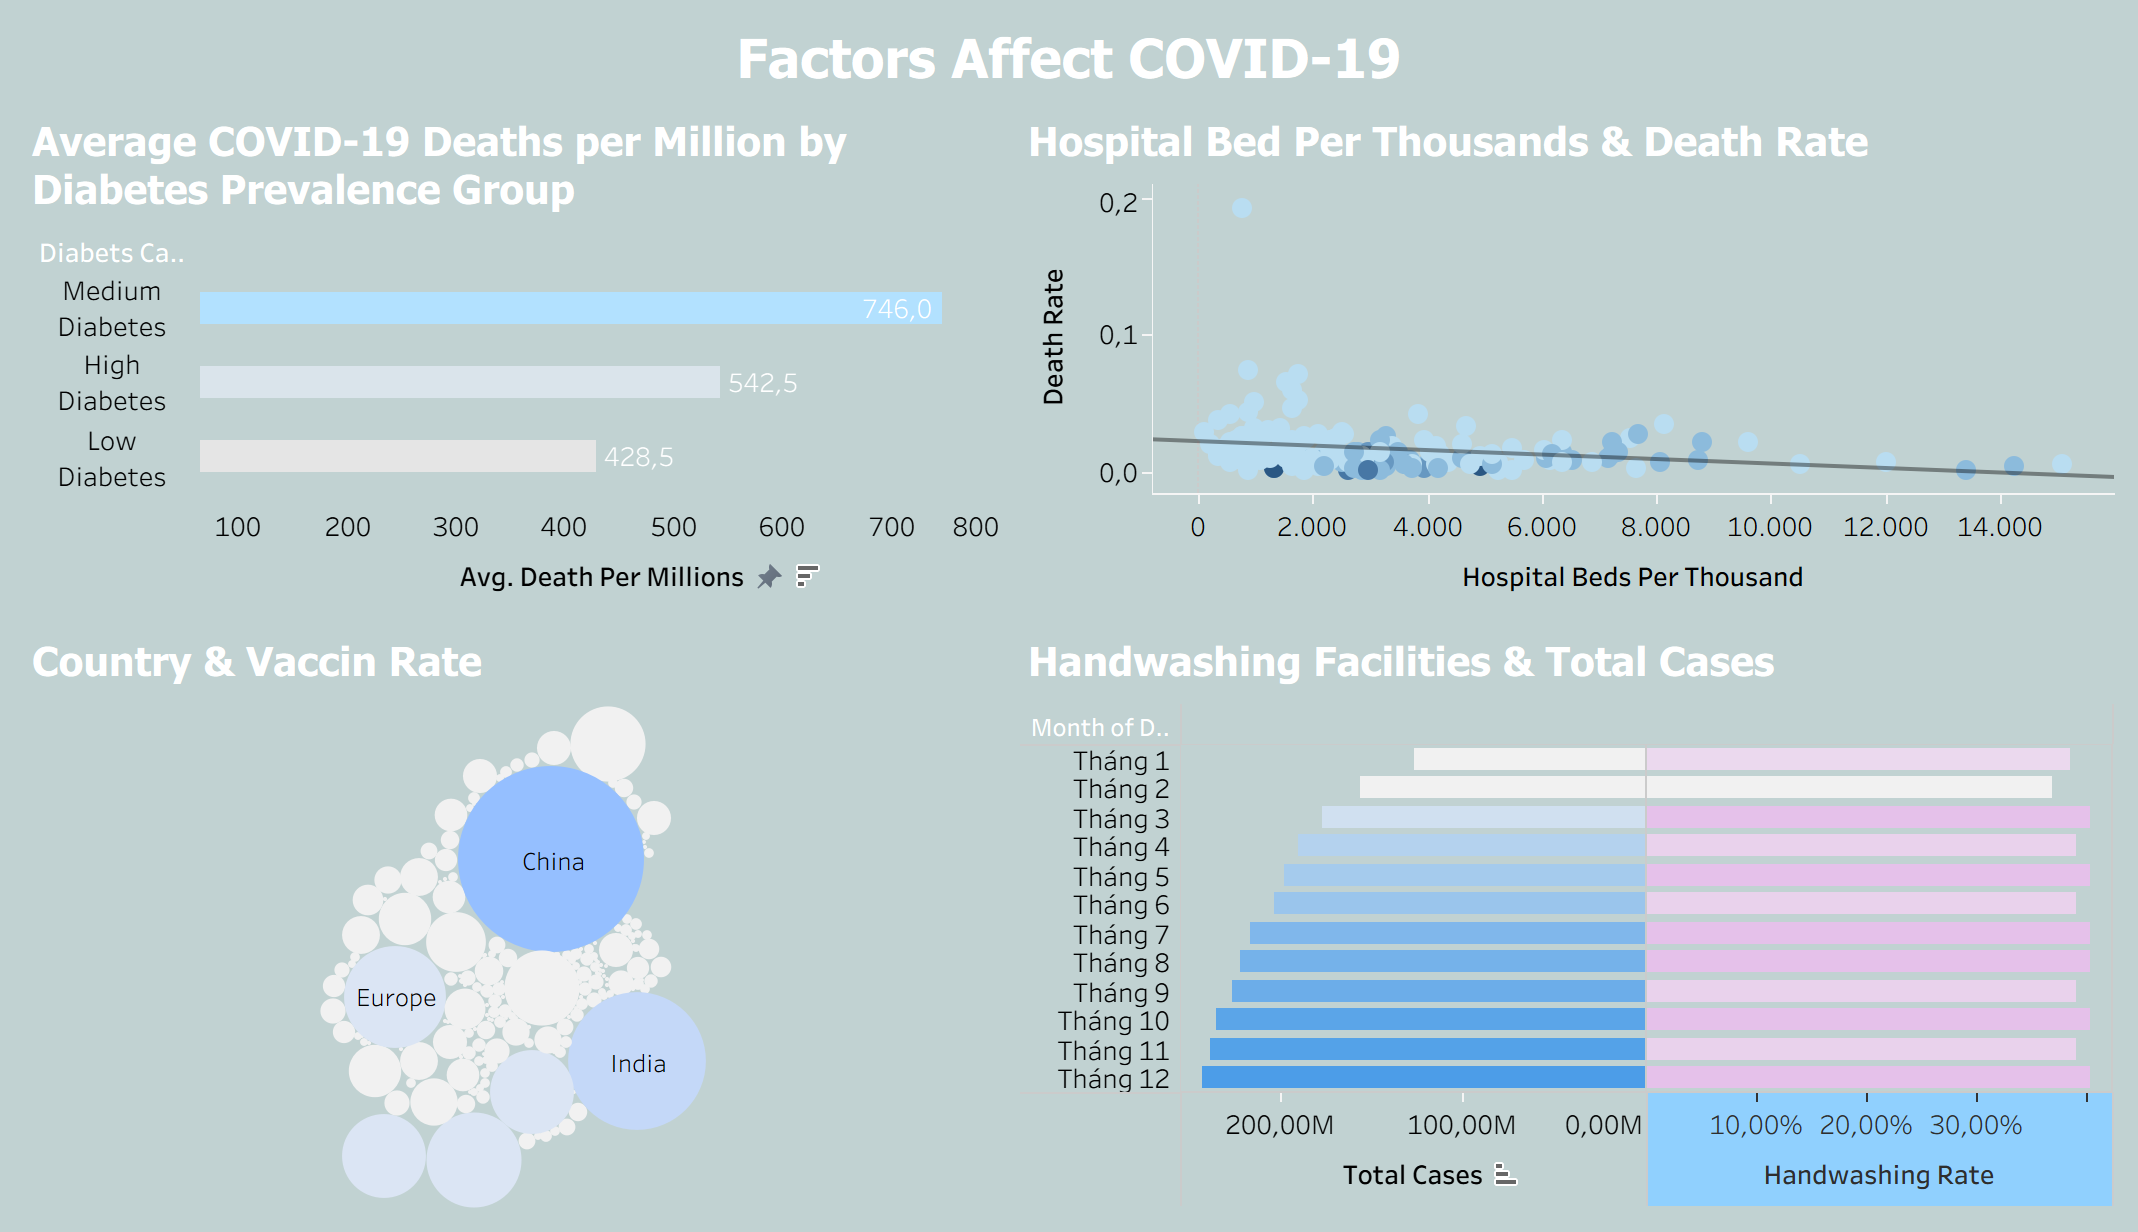 Factors Affect COVID-19
Average COVID-19 Deaths per Million by
Diabetes Prevalence Group
Diabets Ca..
Medium
Diabetes
746,0
High
Diabetes
542,5
Low
Diabetes
428,5
100 200 300 400 500 600 700 800
Avg. Death Per Millions
Hospital Bed Per Thousands & Death Rate
Death Rate
0,2
0,1
0,0
0 2.000 4.000 6.000 8.000 10.000 12.000 14.000
Hospital Beds Per Thousand
Country & Vaccin Rate
China
Europe
India
Handwashing Facilities & Total Cases
Month of D..
Tháng 1
Tháng 2
Tháng 3
Tháng 4
Tháng 5
Tháng 6
Tháng 7
Tháng 8
Tháng 9
Tháng 10
Tháng 11
Tháng 12
200,00M 100,00M 0,00M 10,00% 20,00% 30,00%
Total Cases
Handwashing Rate